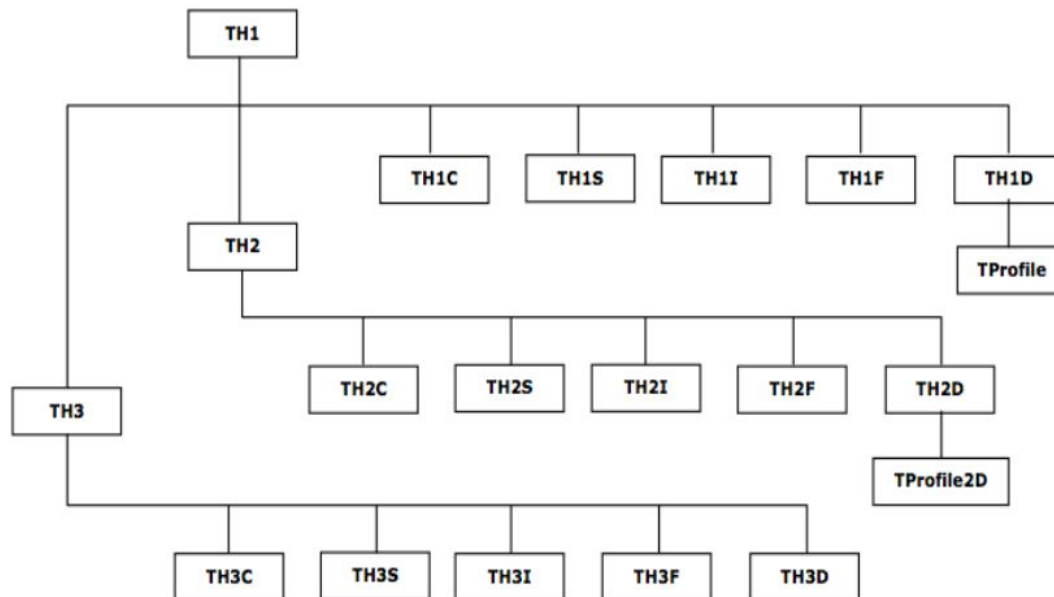 TH1
TH1C
TH1S
TH1I
TH1F
TH1D
TH2
TProfile
TH2C
TH2S
TH2I
TH2F
TH2D
TH3
TProfile2D
TH3C
TH3S
TH3I
TH3F
TH3D